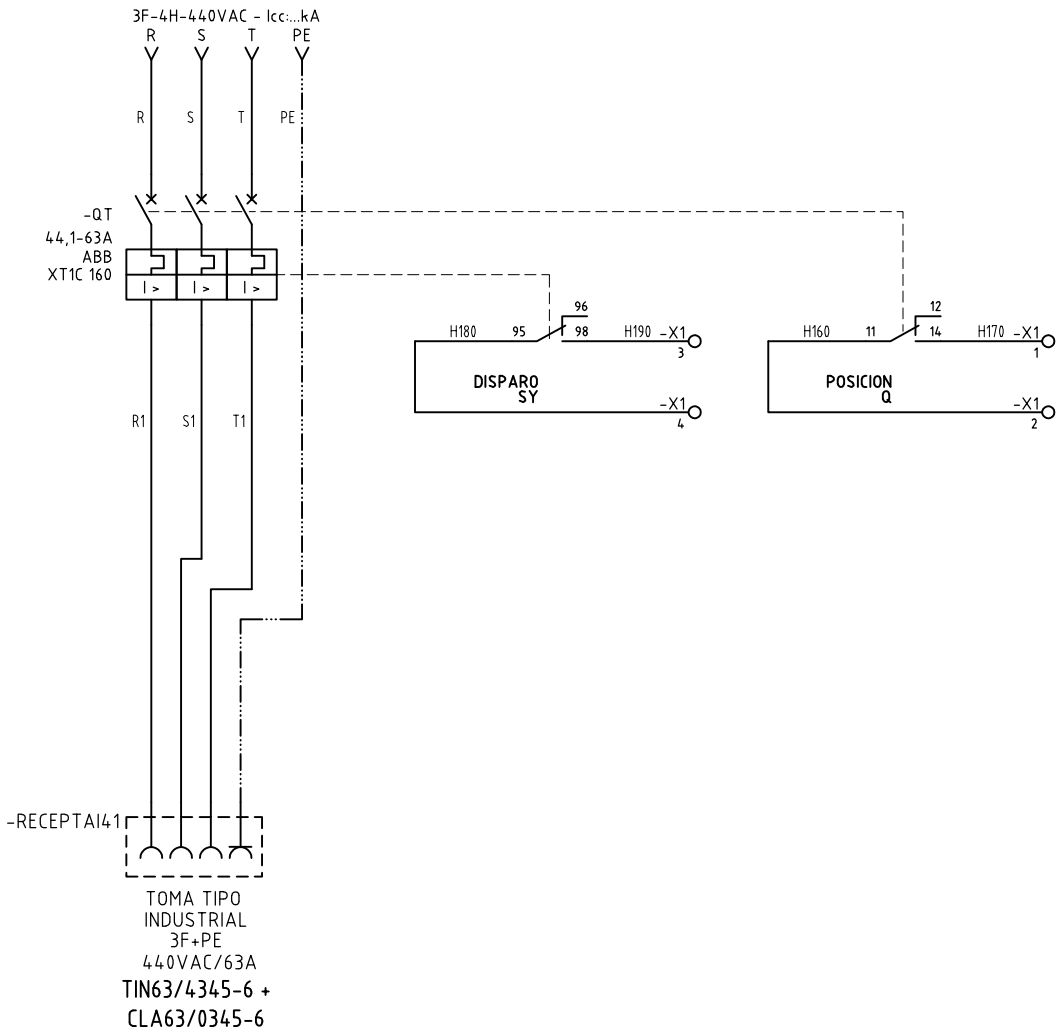 3F-4H-440VAC - Icc:...kA
R S T PE
R S T PE
-QT
44,1-63A
ABB
XT1C 160
I > I > I >
96
H180 95 98 H190 -X1
3
DISPARO
SY
-X1
4
12
H160 11 14 H170 -X1
1
POSICION
Q
-X1
2
R1 S1 T1
-RECEPTAI41
TOMA TIPO
INDUSTRIAL
3F+PE
440VAC/63A
TIN63/4345-6 +
CLA63/0345-6